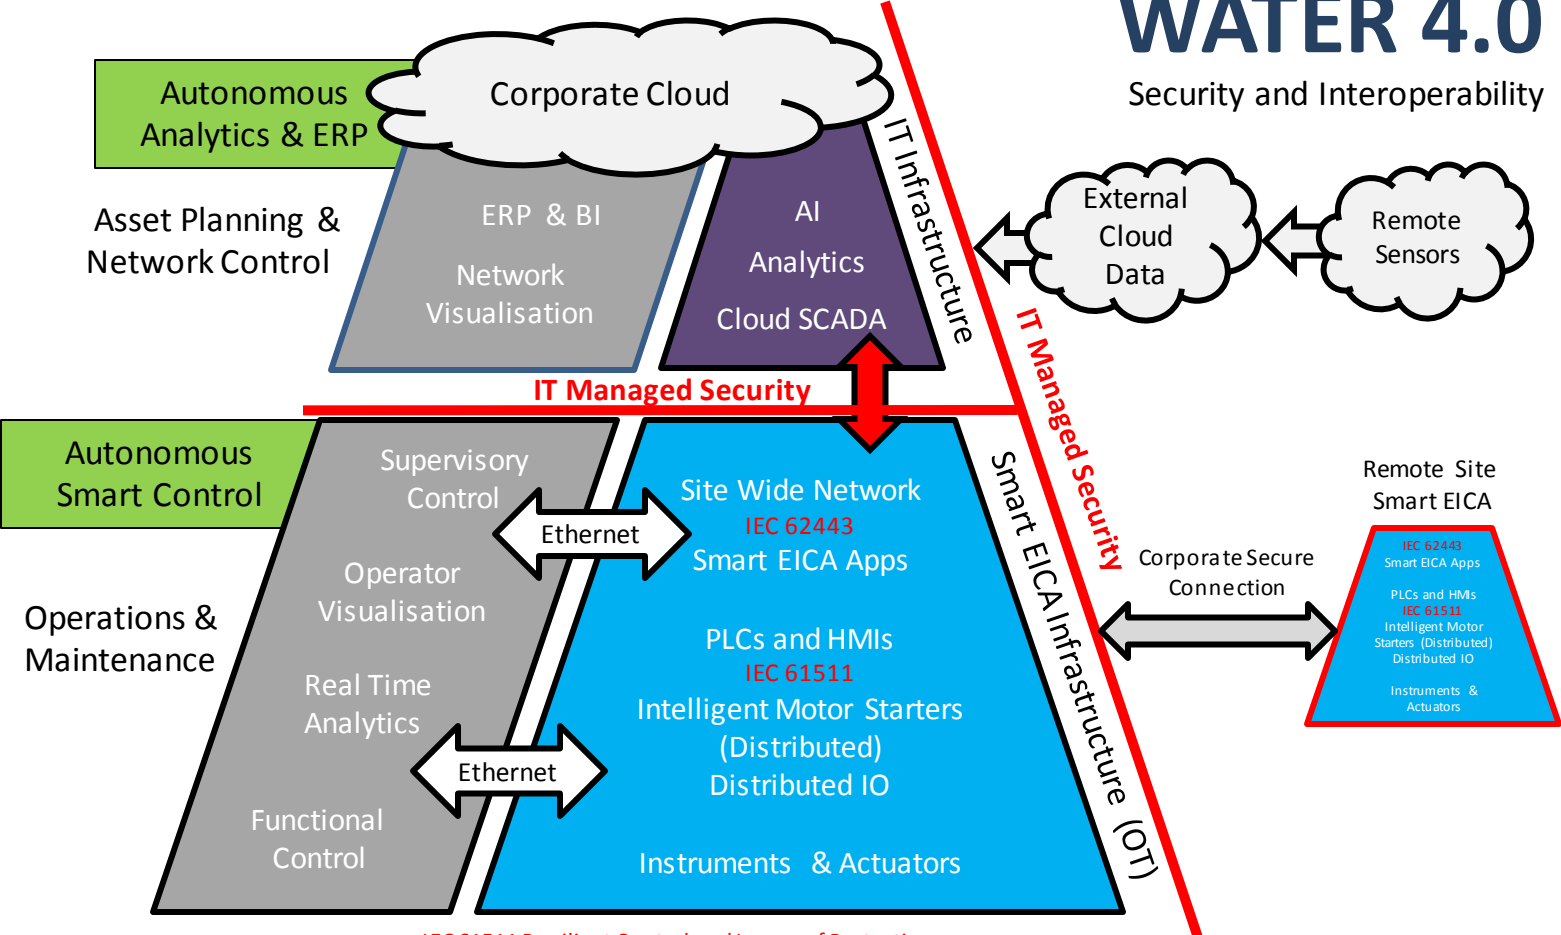 WATER 4.0
Security and Interoperability
Autonomous
Analytics & ERP
Corporate Cloud
Asset Planning &
Network Control
ERP & BI
Network
Visualisation
AI
Analytics
Cloud SCADA
IT Infrastructure
External
Cloud
Data
Remote
Sensors
IT Managed Security
IT Managed Security
Autonomous
Smart Control
Operations &
Maintenance
Supervisory
Control
Operator
Visualisation
Real Time
Analytics
Functional
Control
Ethernet
Ethernet
Site Wide Network
IEC 62443
Smart EICA Apps
PLCs and HMIs
IEC 61511
Intelligent Motor Starters
(Distributed)
Distributed IO
Instruments & Actuators
Smart EICA Infrastructure (OT)
Corporate Secure
Connection
Remote Site
Smart EICA
IEC 62443
Smart EICA Apps
PLCs and HMIs
IEC 61511
Intelligent Motor
Starters (Distributed)
Distributed IO
Instruments &
Actuators